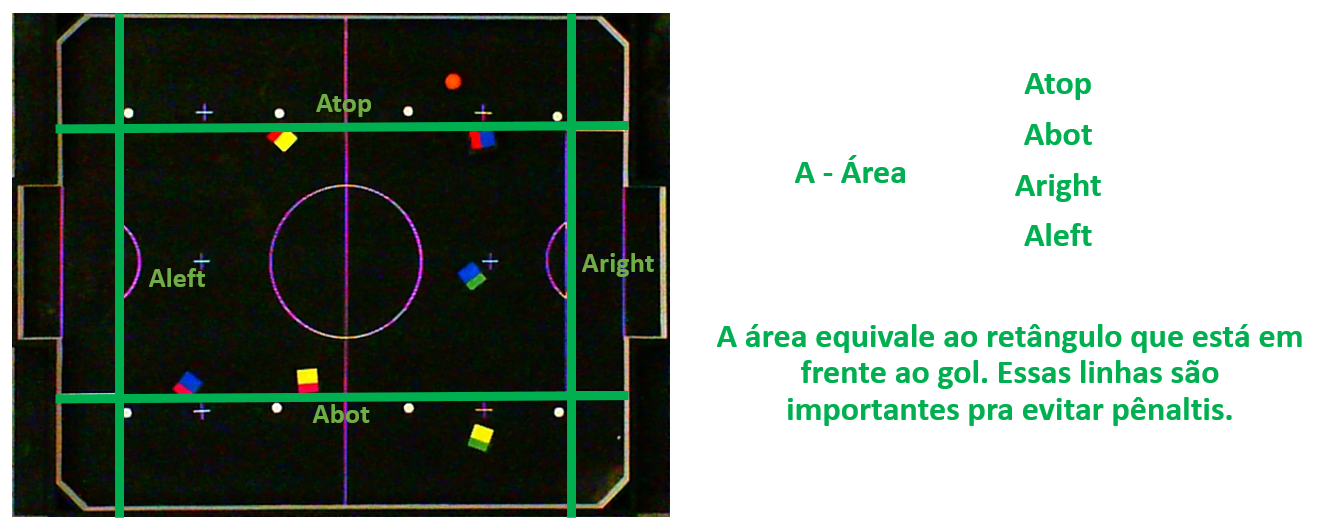 Atop
Aleft
Aright
Abot
A - Área
Atop
Abot
Aright
Aleft
A área equivale ao retângulo que está em
frente ao gol. Essas linhas são
importantes pra evitar pênaltis.